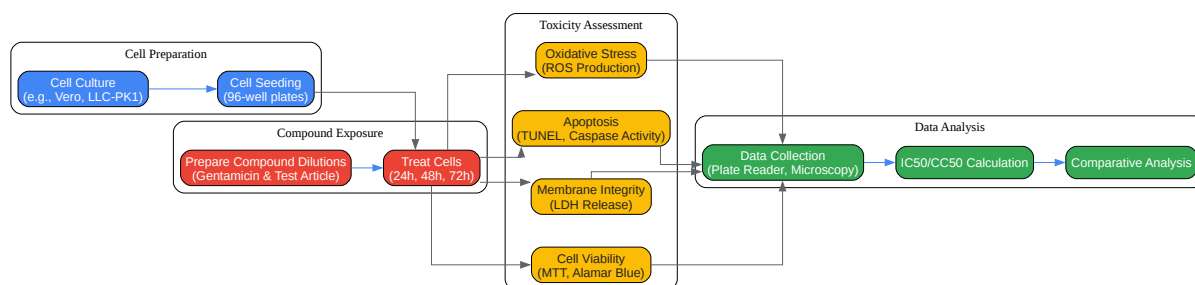 Cell Preparation
Cell Culture
(e.g., Vero, LLC-PK1)
Cell Seeding
(96-well plates)
Compound Exposure
Prepare Compound Dilutions
(Gentamicin & Test Article)
Treat Cells
(24h, 48h, 72h)
Toxicity Assessment
Oxidative Stress
(ROS Production)
Apoptosis
(TUNEL, Caspase Activity)
Membrane Integrity
(LDH Release)
Cell Viability
(MTT, Alamar Blue)
Data Analysis
Data Collection
(Plate Reader, Microscopy)
IC50/CC50 Calculation
Comparative Analysis